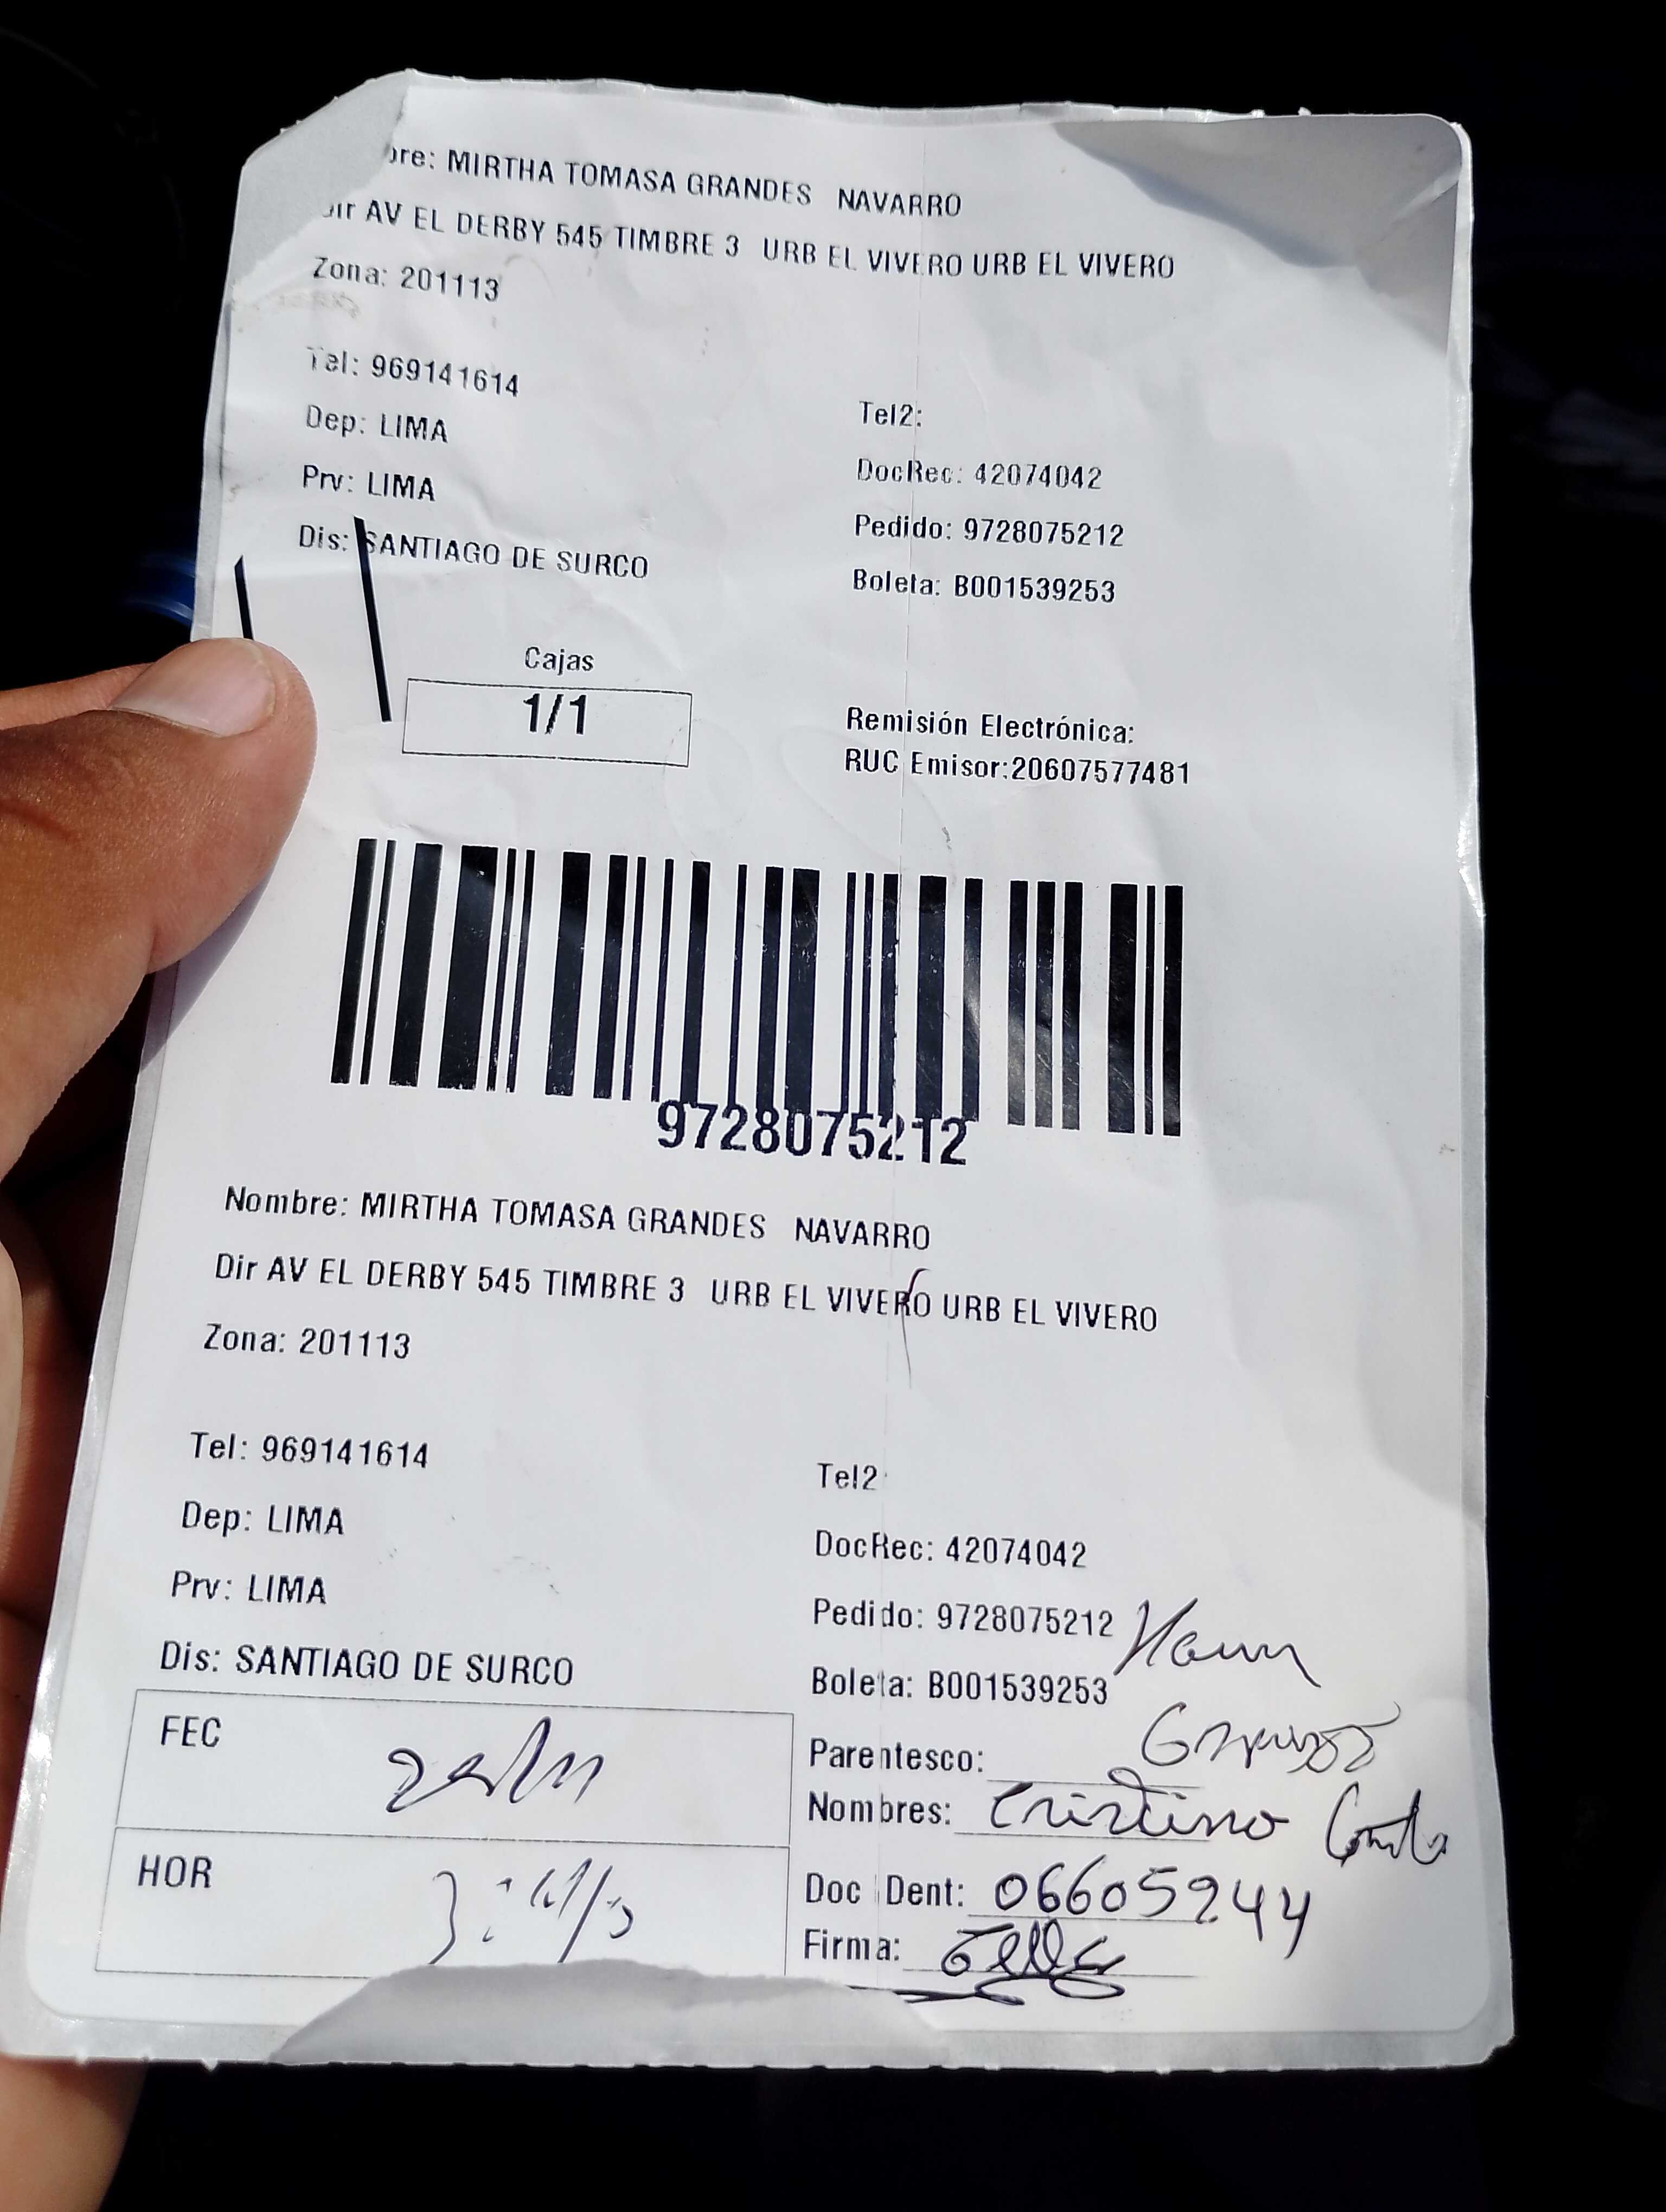 bre: MIRTHA TOMASA GRANDES NAVARRO
Dir AV EL DERBY 545 TIMBRE 3 URB EL VIVERO URB EL VIVERO
Zona: 201113
Tel: 969141614
Tel2:
Dep: LIMA
DocRec: 42074042
Prv: LIMA
Pedido: 9728075212
Dis: SANTIAGO DE SURCO
Boleta: B001539253
Cajas
1/1
Remisión Electrónica:
RUC Emisor:20607577481
9728075212
Nombre: MIRTHA TOMASA GRANDES NAVARRO
Dir AV EL DERBY 545 TIMBRE 3 URB EL VIVERO URB EL VIVERO
Zona: 201113
Tel: 969141614
Tel2
Dep: LIMA
DocRec: 42074042
Prv: LIMA
Pedido: 9728075212
Dis: SANTIAGO DE SURCO
Boleta: B001539253
FEC
Parentesco:
Nombres: Cristino
HOR
Doc Dent: 06605944
Firma: